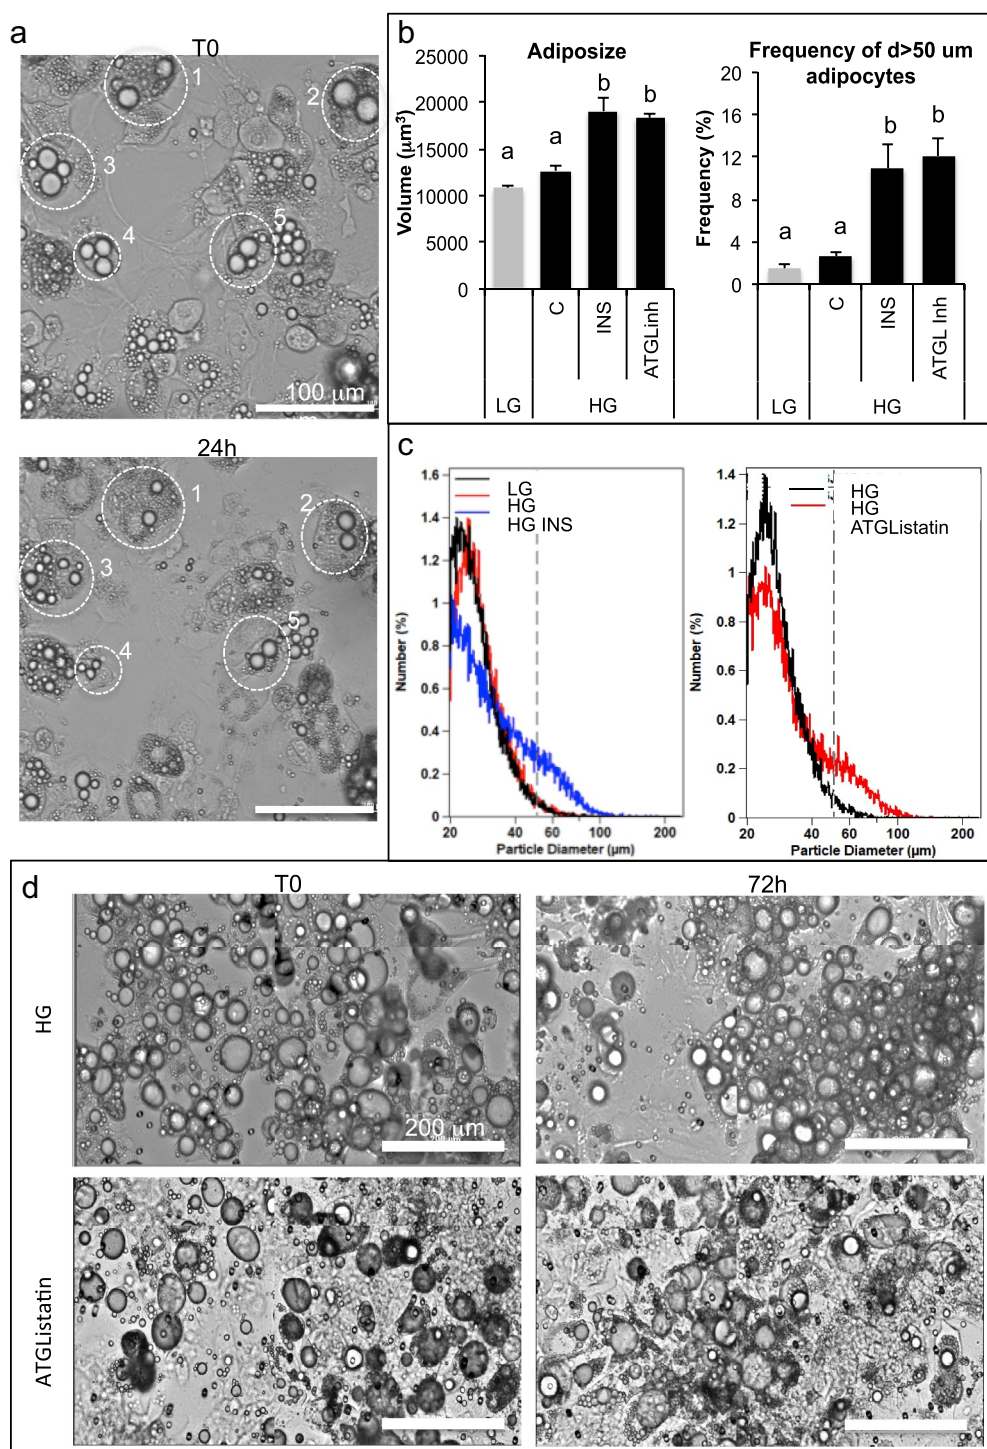 a
T0
1
2
3
4
5
100 µm
24h
1
2
3
4
5
b
Adiposize
Volume (µm³)
25000
20000
15000
10000
5000
0
a
a
b
b
C
INS
ATGLinh
LG
HG
Frequency of d>50 um
adipocytes
Frequency (%)
20
16
12
8
4
0
a
a
b
b
C
INS
ATGL Inh
LG
HG
c
1.6
1.4
1.2
1
0.8
0.6
0.4
0.2
0
Number (%)
LG
HG
HG INS
20
40
60
100
200
Particle Diameter (µm)
1.4
1.2
1
0.8
0.6
0.4
0.2
0
Number (%)
HG
HG
ATGListatin
20
40
60
100
200
Particle Diameter (µm)
d
T0
72h
HG
200 µm
ATGListatin